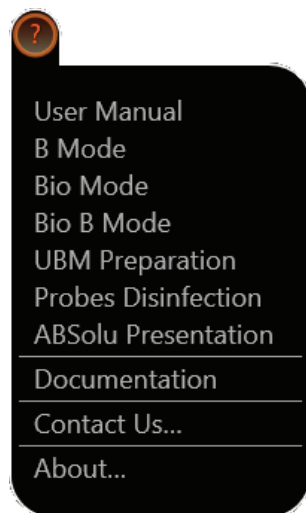 ?
User Manual
B Mode
Bio Mode
Bio B Mode
UBM Preparation
Probes Disinfection
ABSolu Presentation
Documentation
Contact Us...
About...